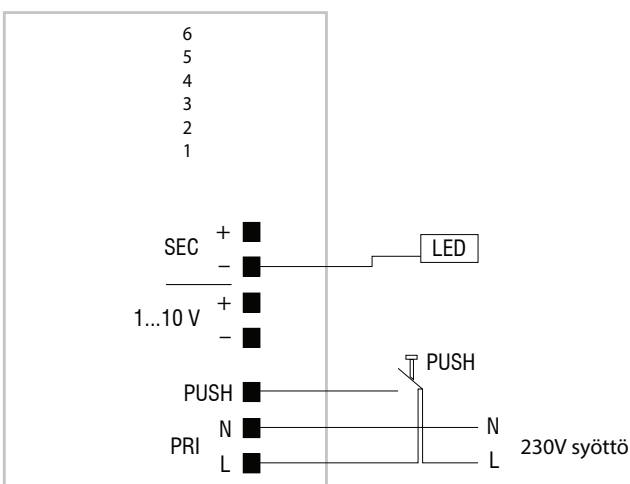 6
5
4
3
2
1
+
SEC
–
LED
+
1...10 V
–
PUSH
PUSH
N
N
PRI
230V syöttö
L
L